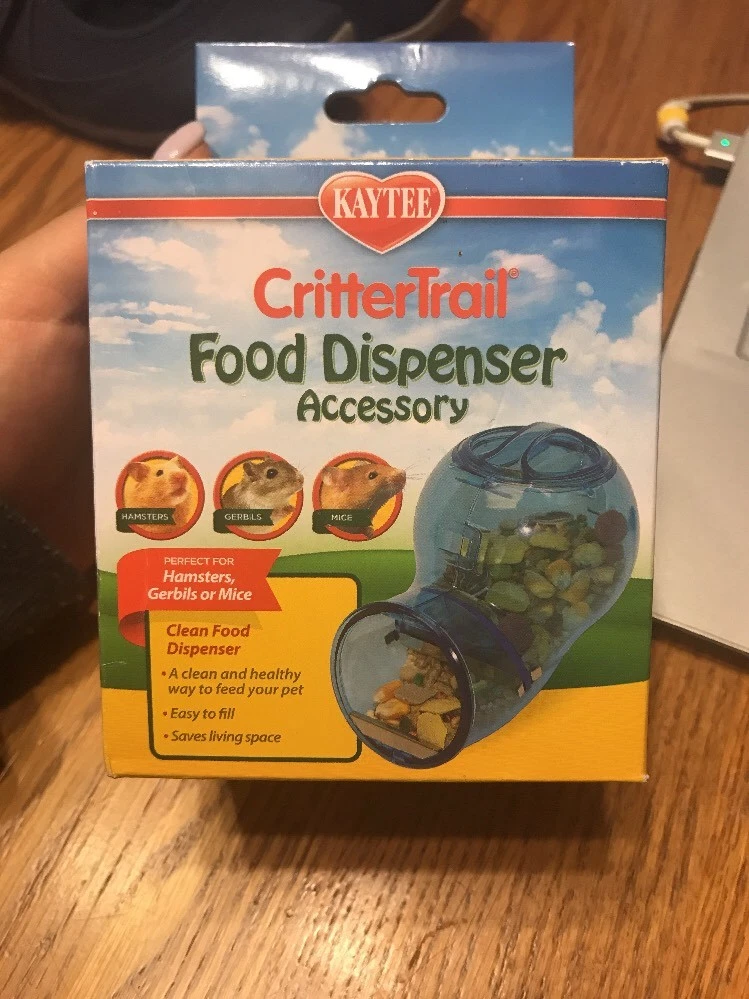 KAYTEE
CritterTrail®
Food Dispenser
Accessory
HAMSTERS
GERBILS
MICE
PERFECT FOR
Hamsters,
Gerbils or Mice
Clean Food
Dispenser
• A clean and healthy
way to feed your pet
• Easy to fill
• Saves living space